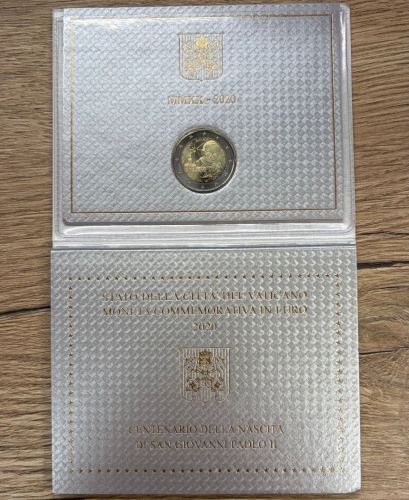 MMXX - 2020
STATO DELLA CITTA' DEL VATICANO
MONETA COMMEMORATIVA IN EURO
2020
CENTENARIO DELLA NASCITA
DI SAN GIOVANNI PAOLO II